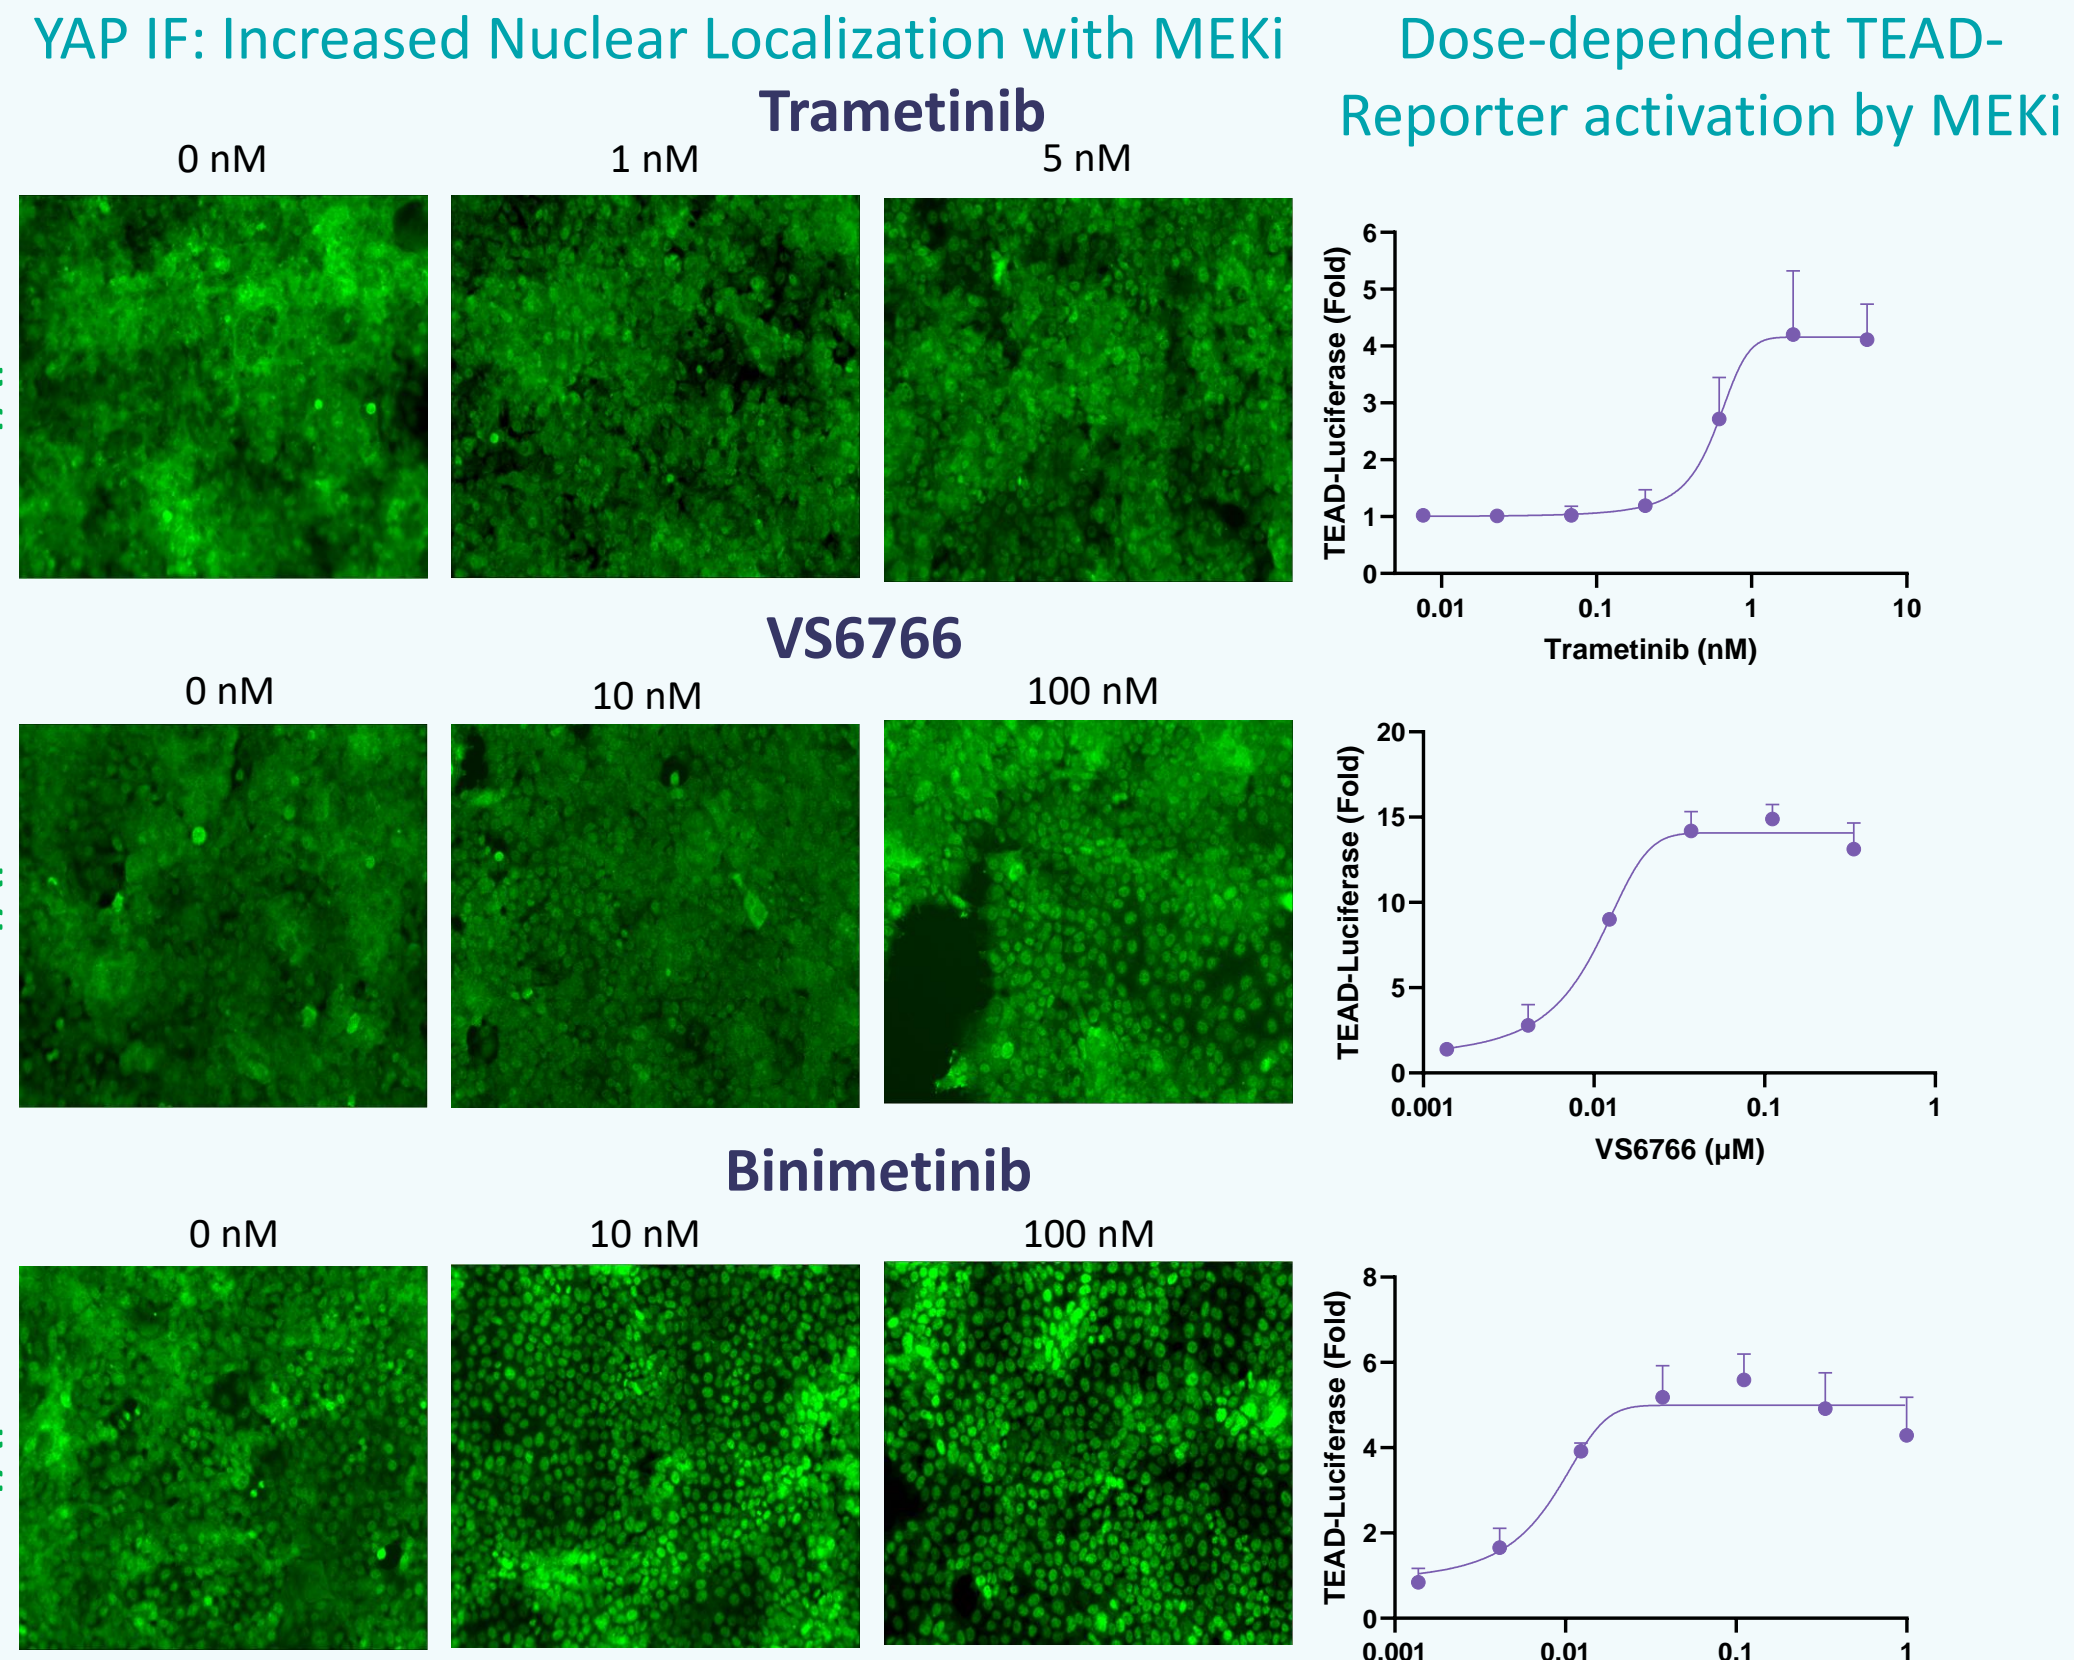 YAP IF: Increased Nuclear Localization with MEKi
Dose-dependent TEAD-
Reporter activation by MEKi
Trametinib
0 nM
1 nM
5 nM
TEAD-Luciferase (Fold)
6
5
4
3
2
1
0
0.01
0.1
1
10
Trametinib (nM)
VS6766
0 nM
10 nM
100 nM
TEAD-Luciferase (Fold)
20
15
10
5
0
0.001
0.01
0.1
1
VS6766 (µM)
Binimetinib
0 nM
10 nM
100 nM
TEAD-Luciferase (Fold)
8
6
4
2
0
0.001
0.01
0.1
1